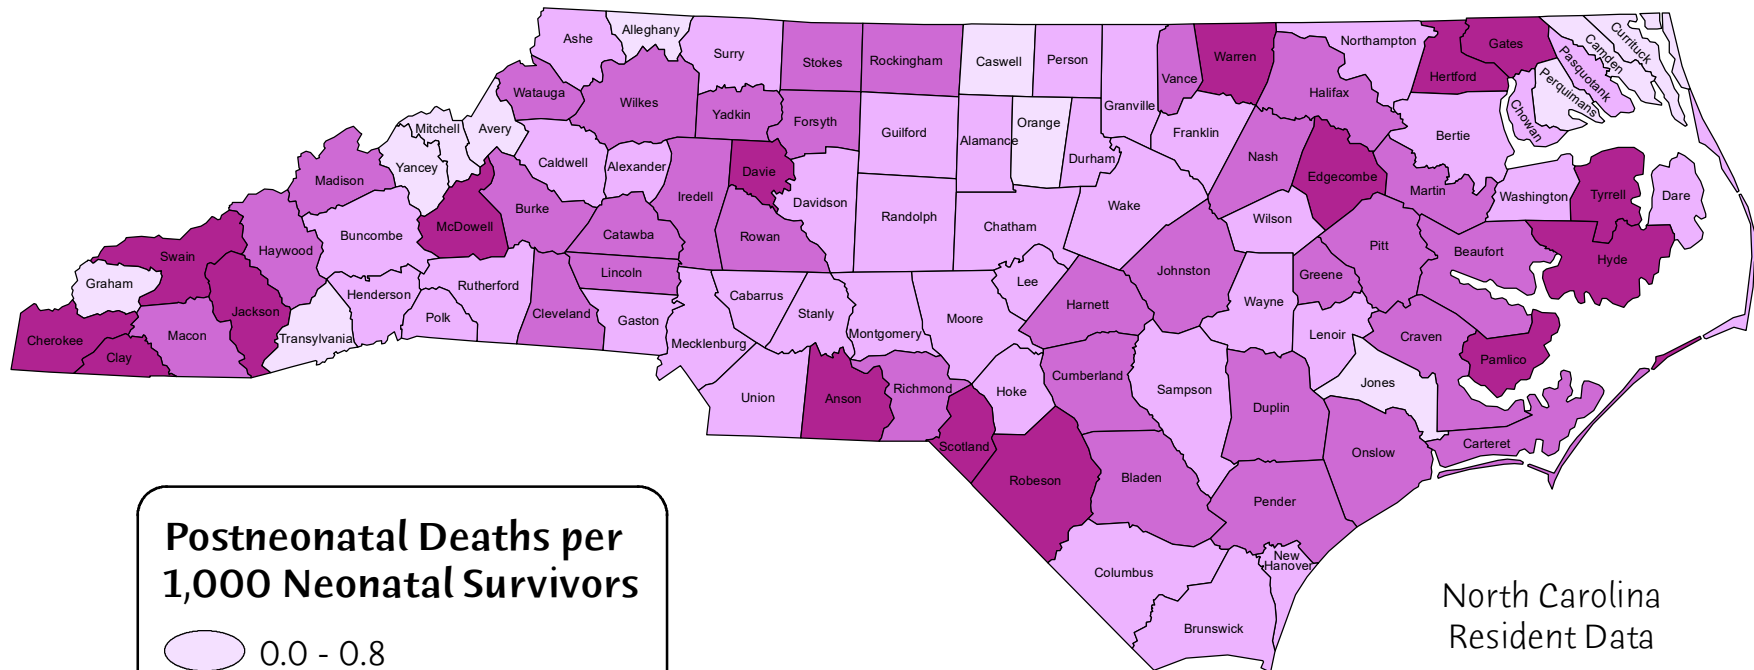 Ashe
Alleghany
Surry
Stokes
Rockingham
Caswell
Person
Granville
Vance
Warren
Halifax
Northampton
Hertford
Gates
Currituck
Camden
Pasquotank
Perquimans
Chowan
Bertie
Watauga
Wilkes
Yadkin
Forsyth
Guilford
Alamance
Orange
Durham
Franklin
Nash
Edgecombe
Martin
Washington
Tyrrell
Dare
Mitchell
Avery
Yancey
Caldwell
Alexander
Iredell
Davie
Davidson
Randolph
Chatham
Wake
Wilson
Madison
Buncombe
McDowell
Burke
Catawba
Rowan
Johnston
Greene
Pitt
Beaufort
Hyde
Swain
Haywood
Graham
Jackson
Cherokee
Clay
Macon
Transylvania
Henderson
Polk
Rutherford
Cleveland
Lincoln
Gaston
Mecklenburg
Cabarrus
Stanly
Montgomery
Moore
Lee
Harnett
Wayne
Lenoir
Craven
Pamlico
Union
Anson
Richmond
Hoke
Cumberland
Sampson
Duplin
Jones
Carteret
Scotland
Robeson
Bladen
Pender
Onslow
Columbus
New
Hanover
Brunswick
Postneonatal Deaths per
1,000 Neonatal Survivors
0.0 - 0.8
North Carolina
Resident Data